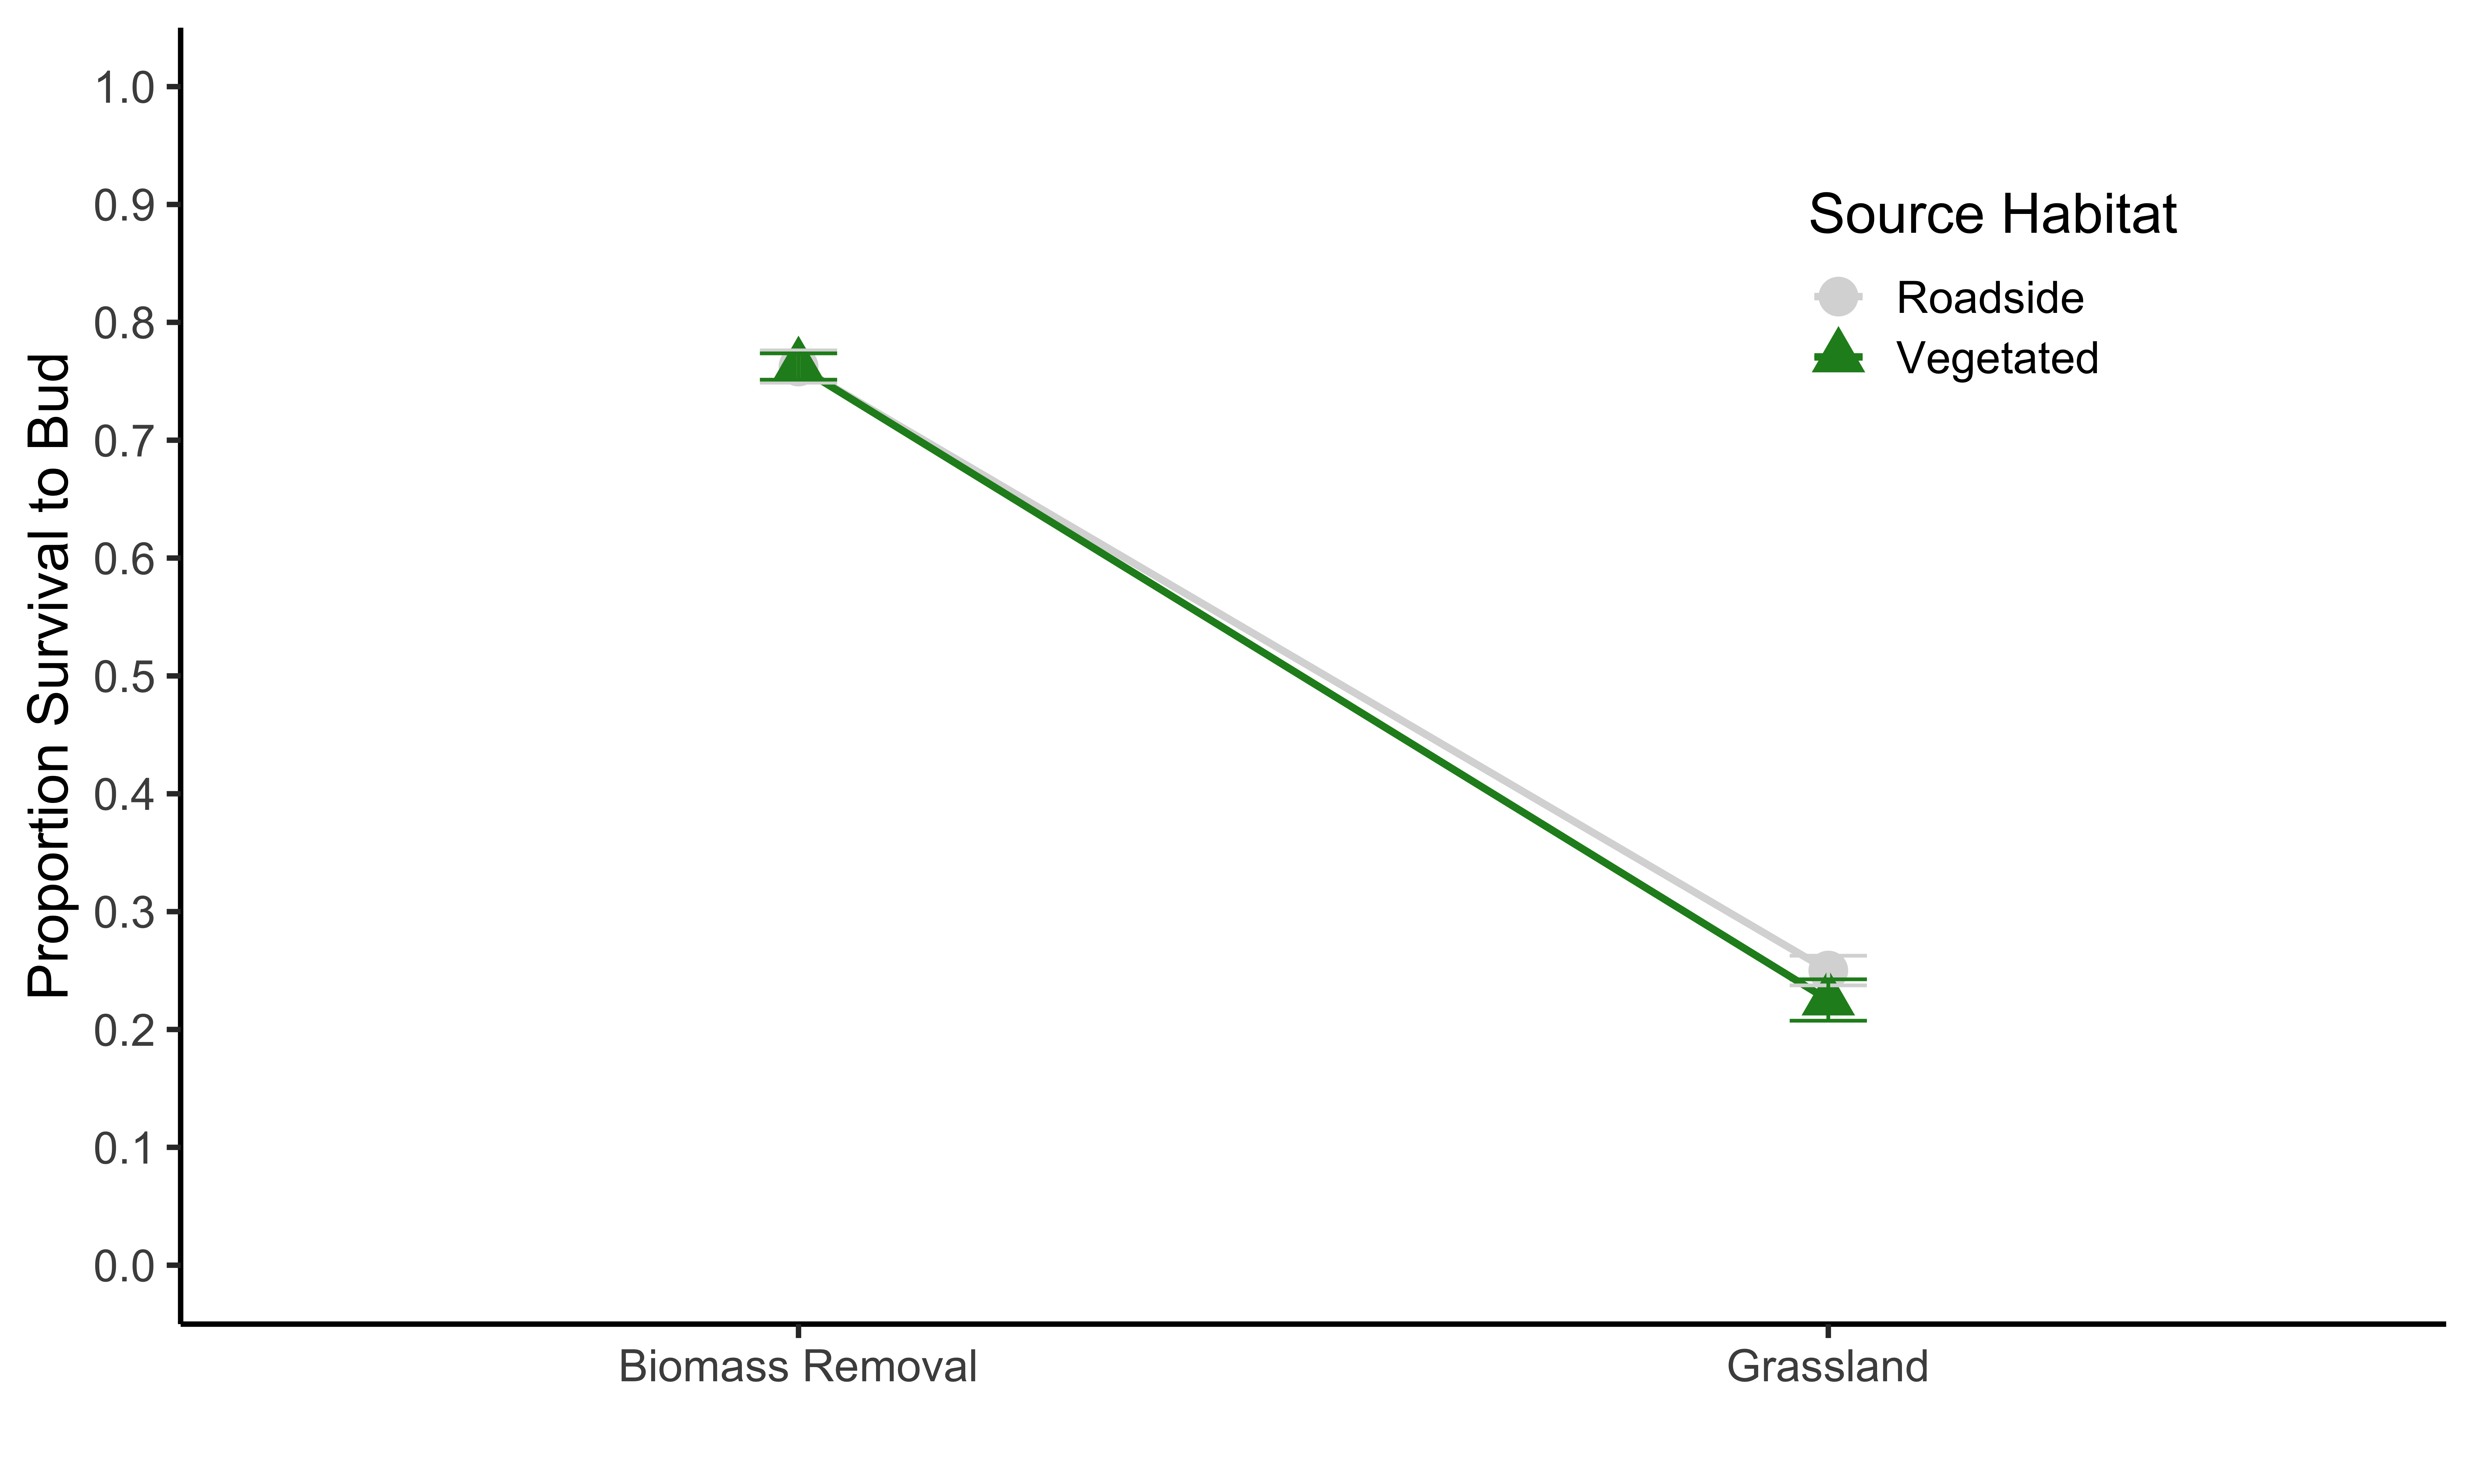 Proportion Survival to Bud
1.0
0.9
0.8
0.7
0.6
0.5
0.4
0.3
0.2
0.1
0.0
Source Habitat
Roadside
Vegetated
Biomass Removal
Grassland